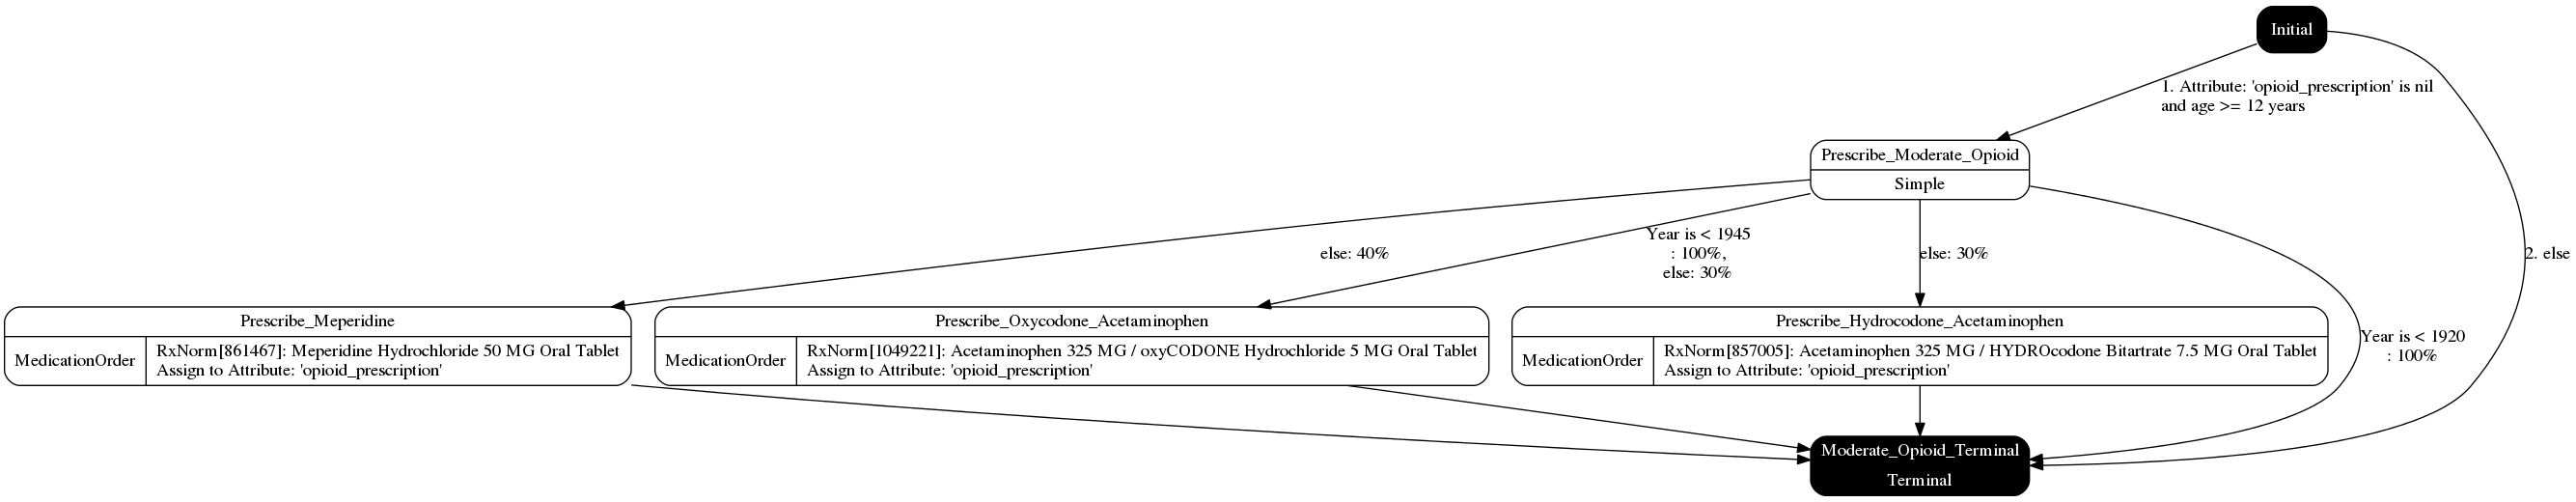 Initial
1. Attribute: 'opioid_prescription' is nil
and age >= 12 years
Prescribe_Moderate_Opioid
Simple
else: 40%
Year is < 1945
: 100%,
else: 30%
else: 30%
2. else
Prescribe_Meperidine
MedicationOrder
RxNorm[861467]: Meperidine Hydrochloride 50 MG Oral Tablet
Assign to Attribute: 'opioid_prescription'
Prescribe_Oxycodone_Acetaminophen
MedicationOrder
RxNorm[1049221]: Acetaminophen 325 MG / oxyCODONE Hydrochloride 5 MG Oral Tablet
Assign to Attribute: 'opioid_prescription'
Prescribe_Hydrocodone_Acetaminophen
MedicationOrder
RxNorm[857005]: Acetaminophen 325 MG / HYDROcodone Bitartrate 7.5 MG Oral Tablet
Assign to Attribute: 'opioid_prescription'
Year is < 1920
: 100%
Moderate_Opioid_Terminal
Terminal